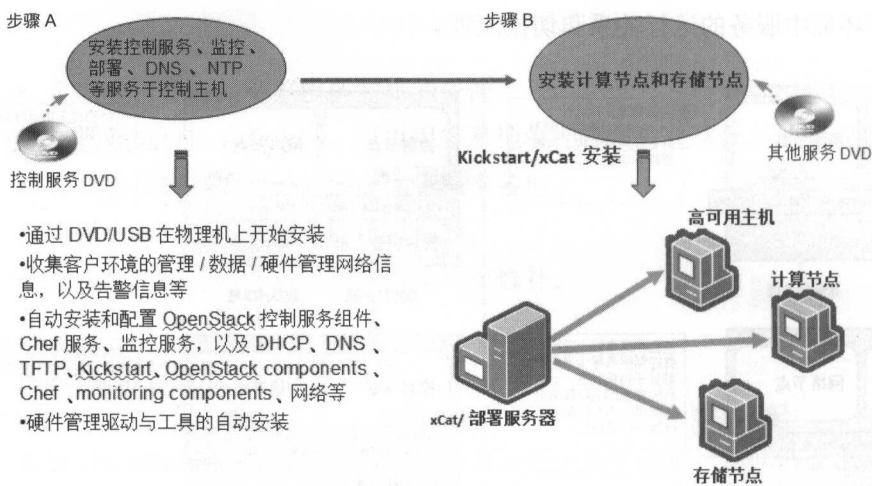 步骤 A
安装控制服务、监控、
部署、DNS、NTP
等服务于控制主机
控制服务 DVD
•通过 DVD/USB 在物理机上开始安装
•收集客户环境的管理 / 数据 / 硬件管理网络信
息，以及告警信息等
•自动安装和配置 OpenStack 控制服务组件、
Chef 服务、监控服务，以及 DHCP、DNS 、
TFTP、Kickstart、OpenStack components 、
Chef 、monitoring components 、网络等
•硬件管理驱动与工具的自动安装
步骤 B
安装计算节点和存储节点
其他服务 DVD
Kickstart/xCat 安装
高可用主机
计算节点
xCat/ 部署服务器
存储节点